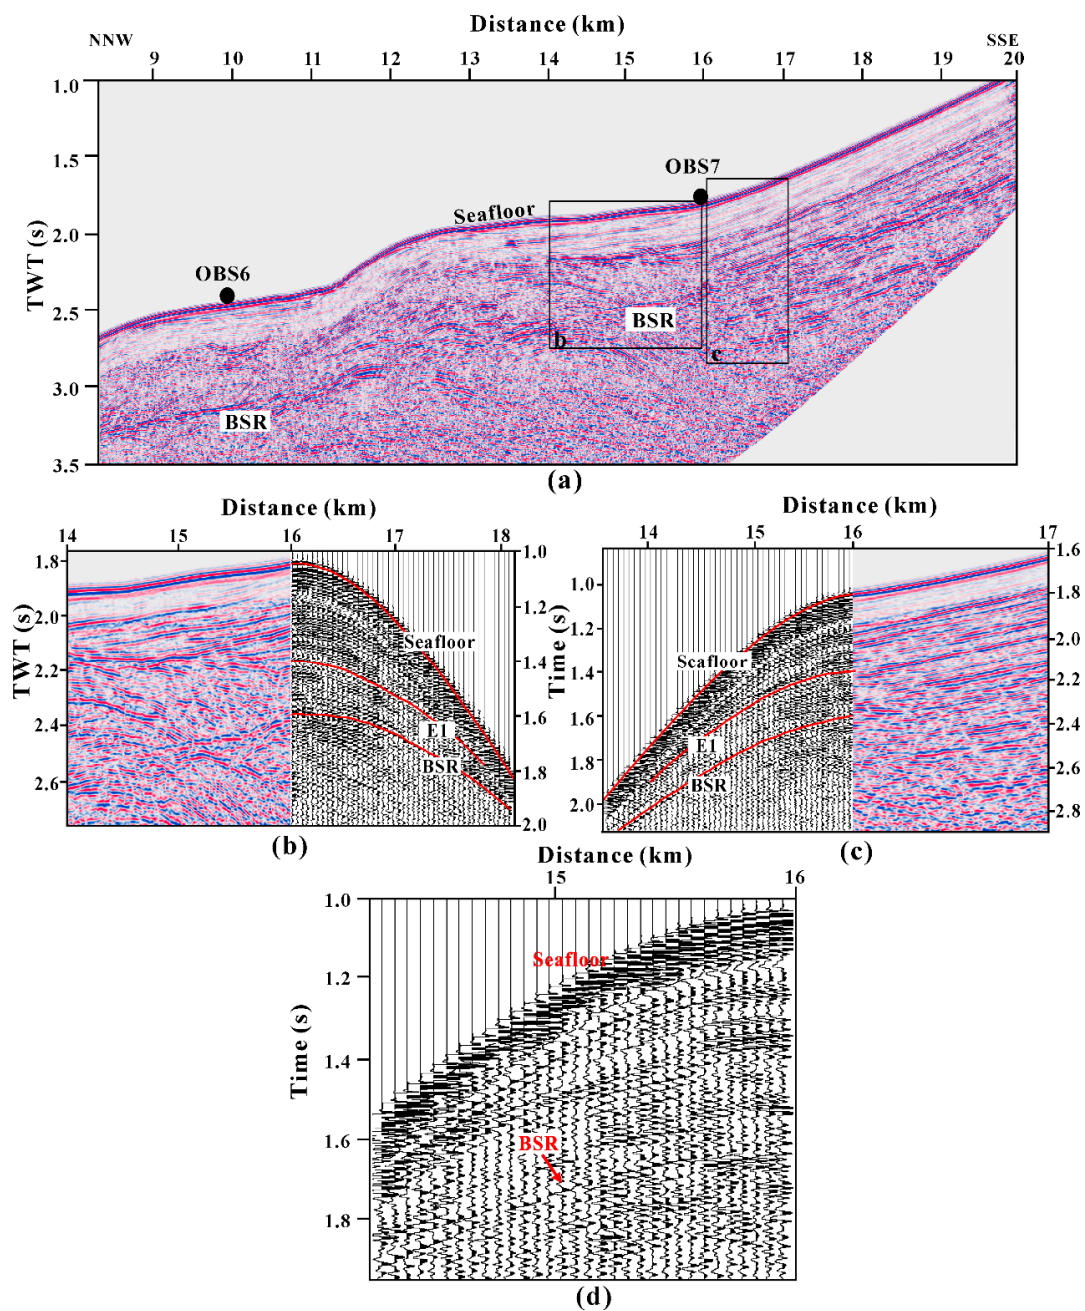 Distance (km)
NNW
SSE
9 10 11 12 13 14 15 16 17 18 19 20
1.0
1.5
OBS7
Seafloor
2.0
TWT (s)
OBS6
2.5
BSR
b
c
3.0
BSR
3.5
(a)
Distance (km)
Distance (km)
14 15 16 17 18
14 15 16 17
1.8
2.0
2.2
2.4
2.6
TWT (s)
1.0
1.2
1.4
1.6
1.8
2.0
Seafloor
E1
BSR
Time (s)
1.0
1.2
1.4
1.6
1.8
2.0
Seafloor
E1
BSR
1.6
1.8
2.0
2.2
2.4
2.6
2.8
(b)
(c)
Distance (km)
15 16
1.0
Seafloor
1.2
Time (s)
1.4
1.6
BSR
1.8
(d)